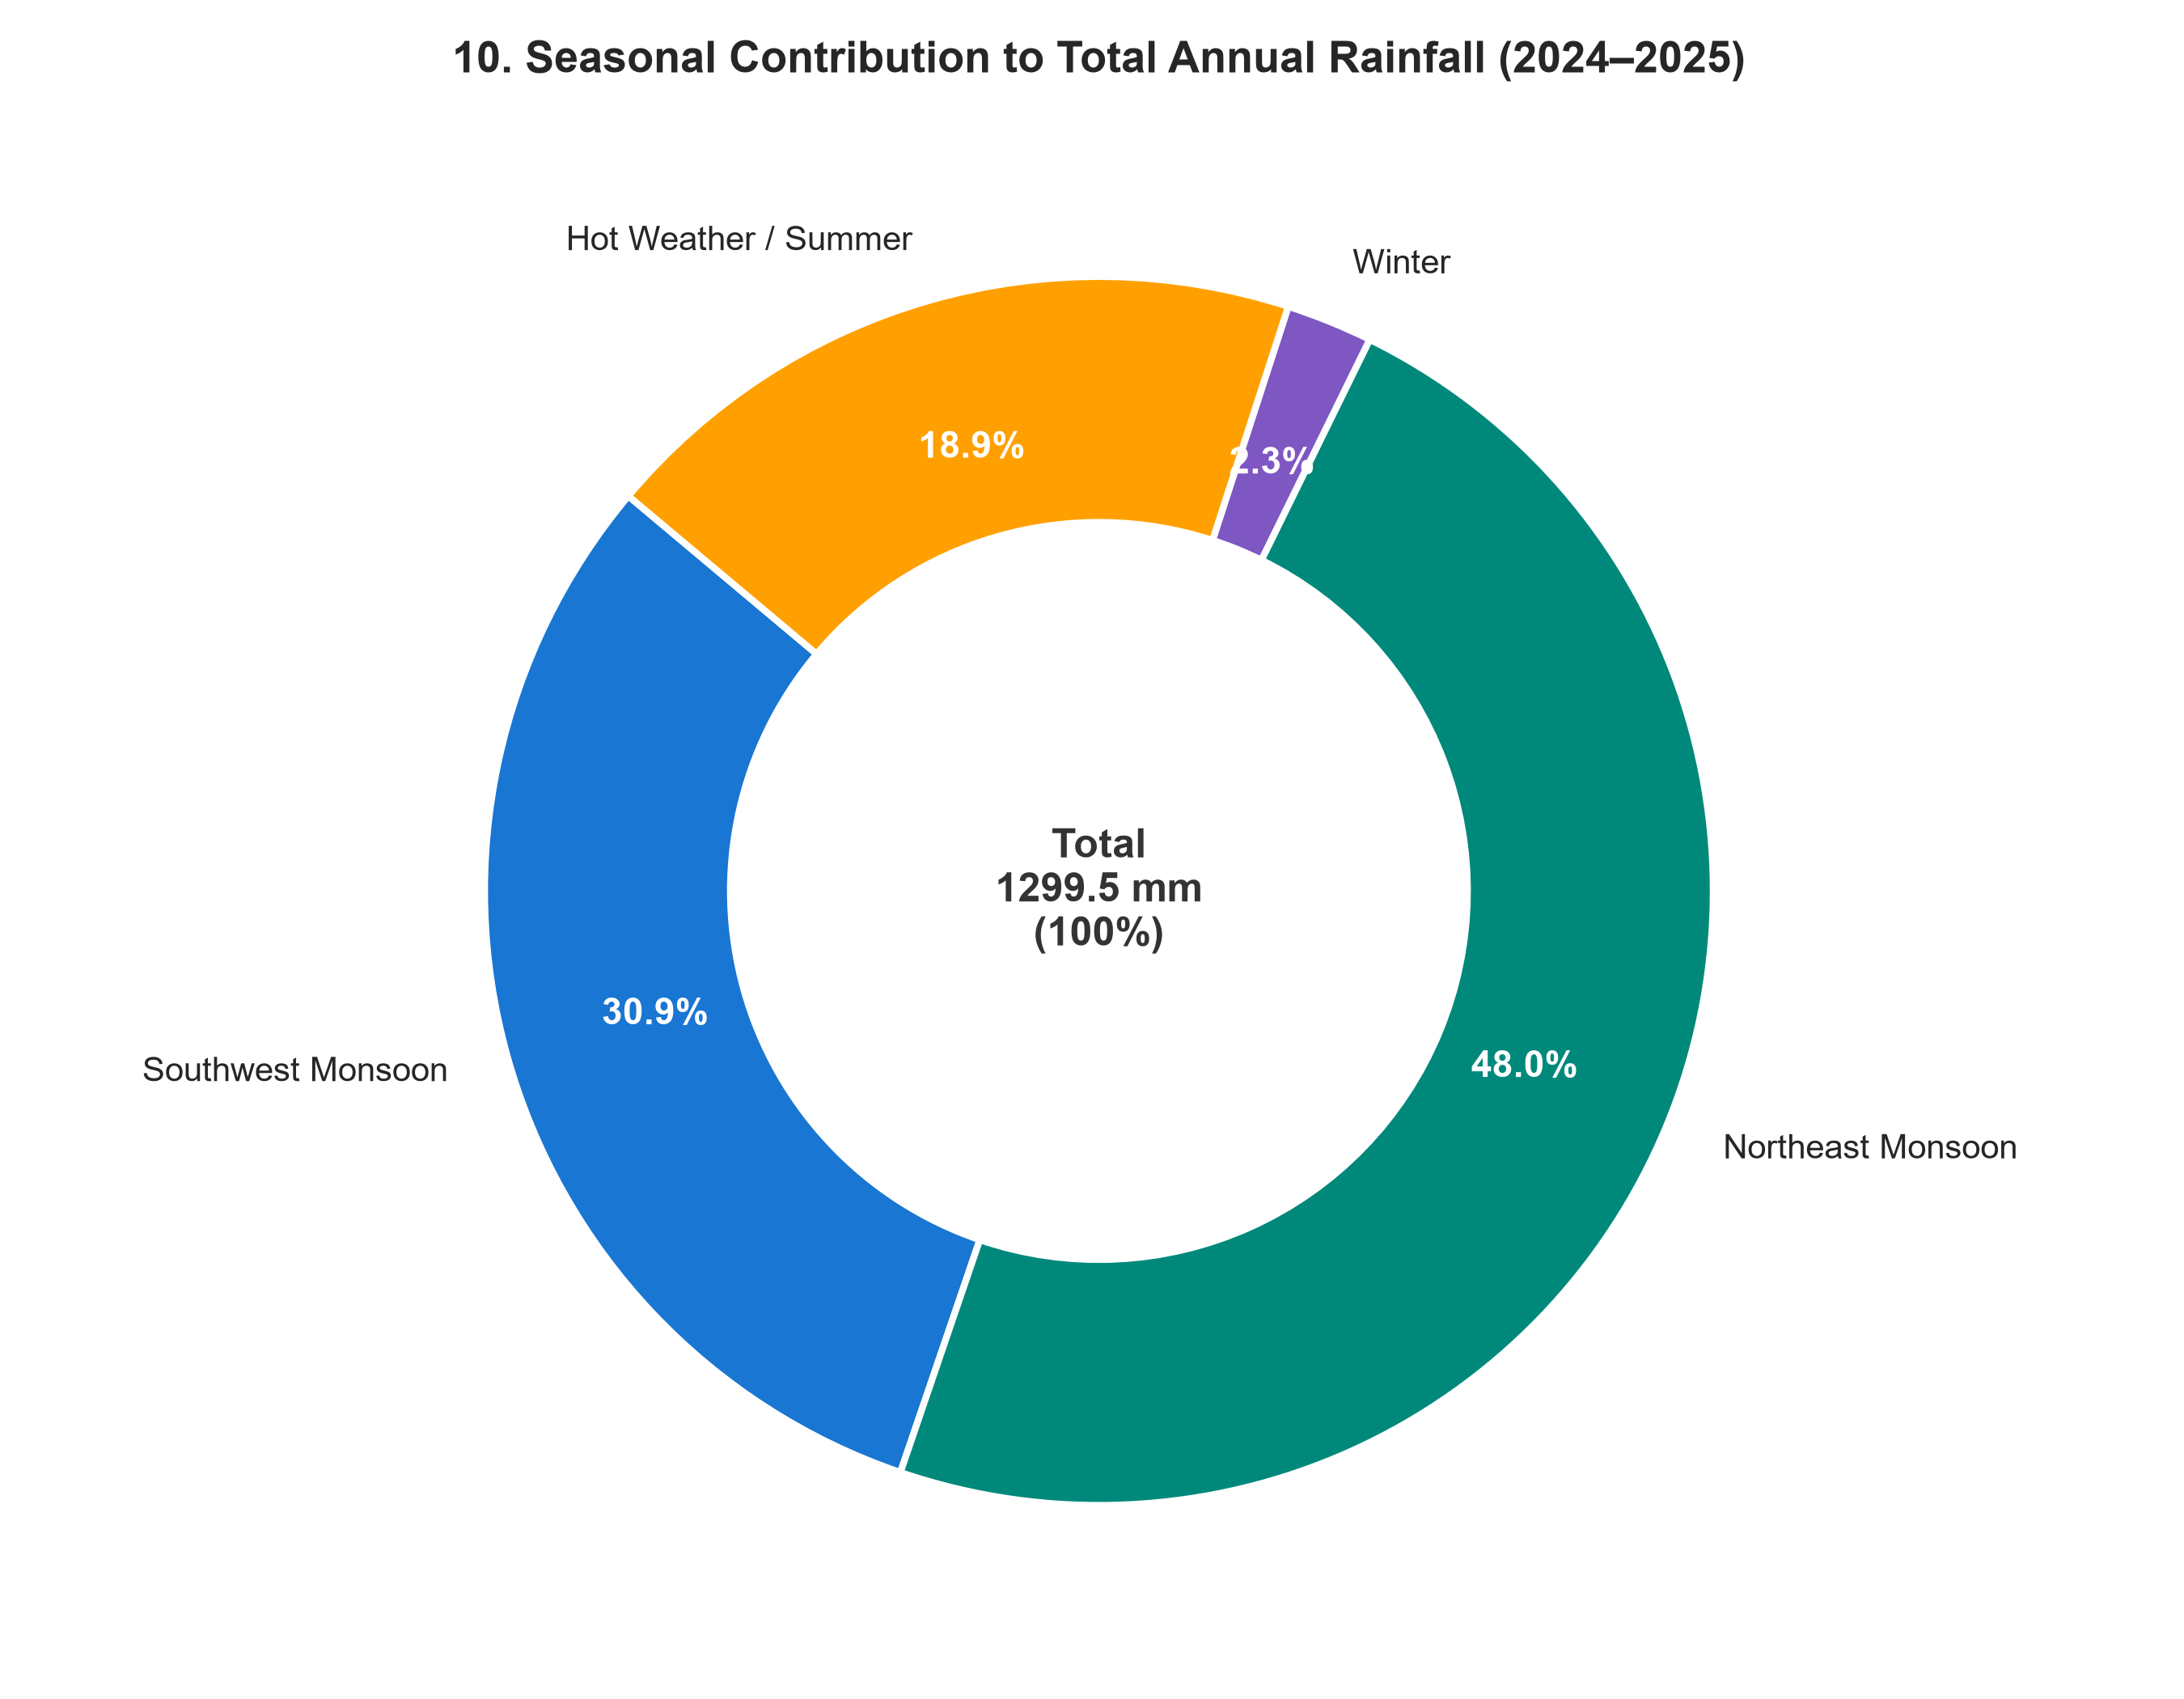 10. Seasonal Contribution to Total Annual Rainfall (2024–2025)
Hot Weather / Summer
Winter
18.9%
2.3%
Total
1299.5 mm
(100%)
30.9%
48.0%
Southwest Monsoon
Northeast Monsoon